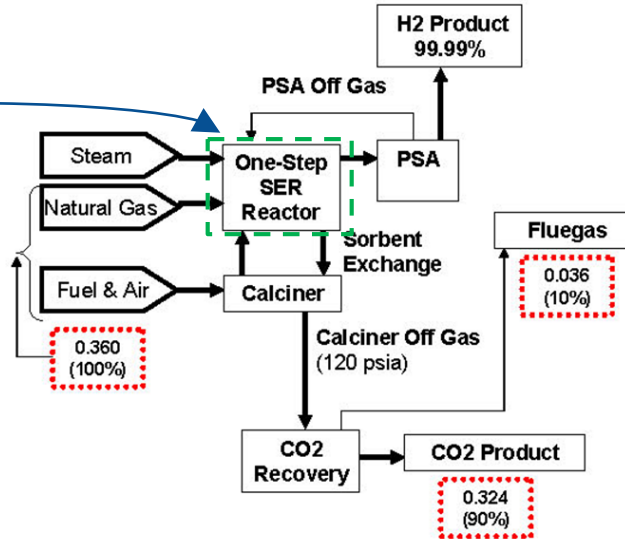 H2 Product
99.99%
PSA Off Gas
Steam
One-Step
SER
Reactor
PSA
Natural Gas
Sorbent
Exchange
Fluegas
Fuel & Air
Calciner
0.036
(10%)
0.360
(100%)
Calciner Off Gas
(120 psia)
CO2
Recovery
CO2 Product
0.324
(90%)